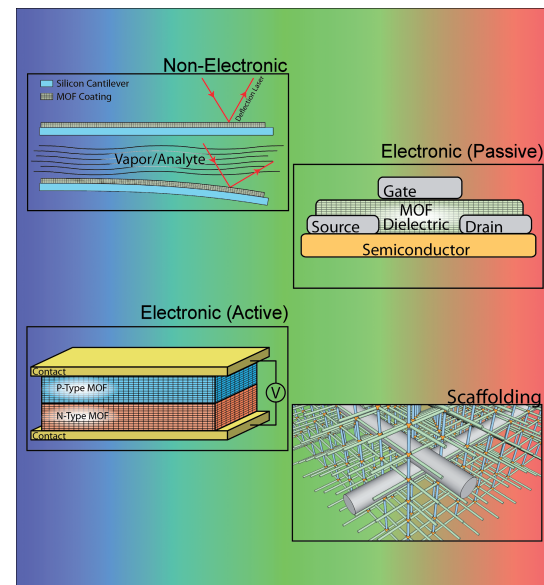 Non-Electronic
Silicon Cantilever
MOF Coating
Deflection Laser
Vapor/Analyte
Electronic (Passive)
Gate
MOF
Dielectric
Source
Drain
Semiconductor
Electronic (Active)
Contact
P-Type MOF
V
N-Type MOF
Contact
Scaffolding